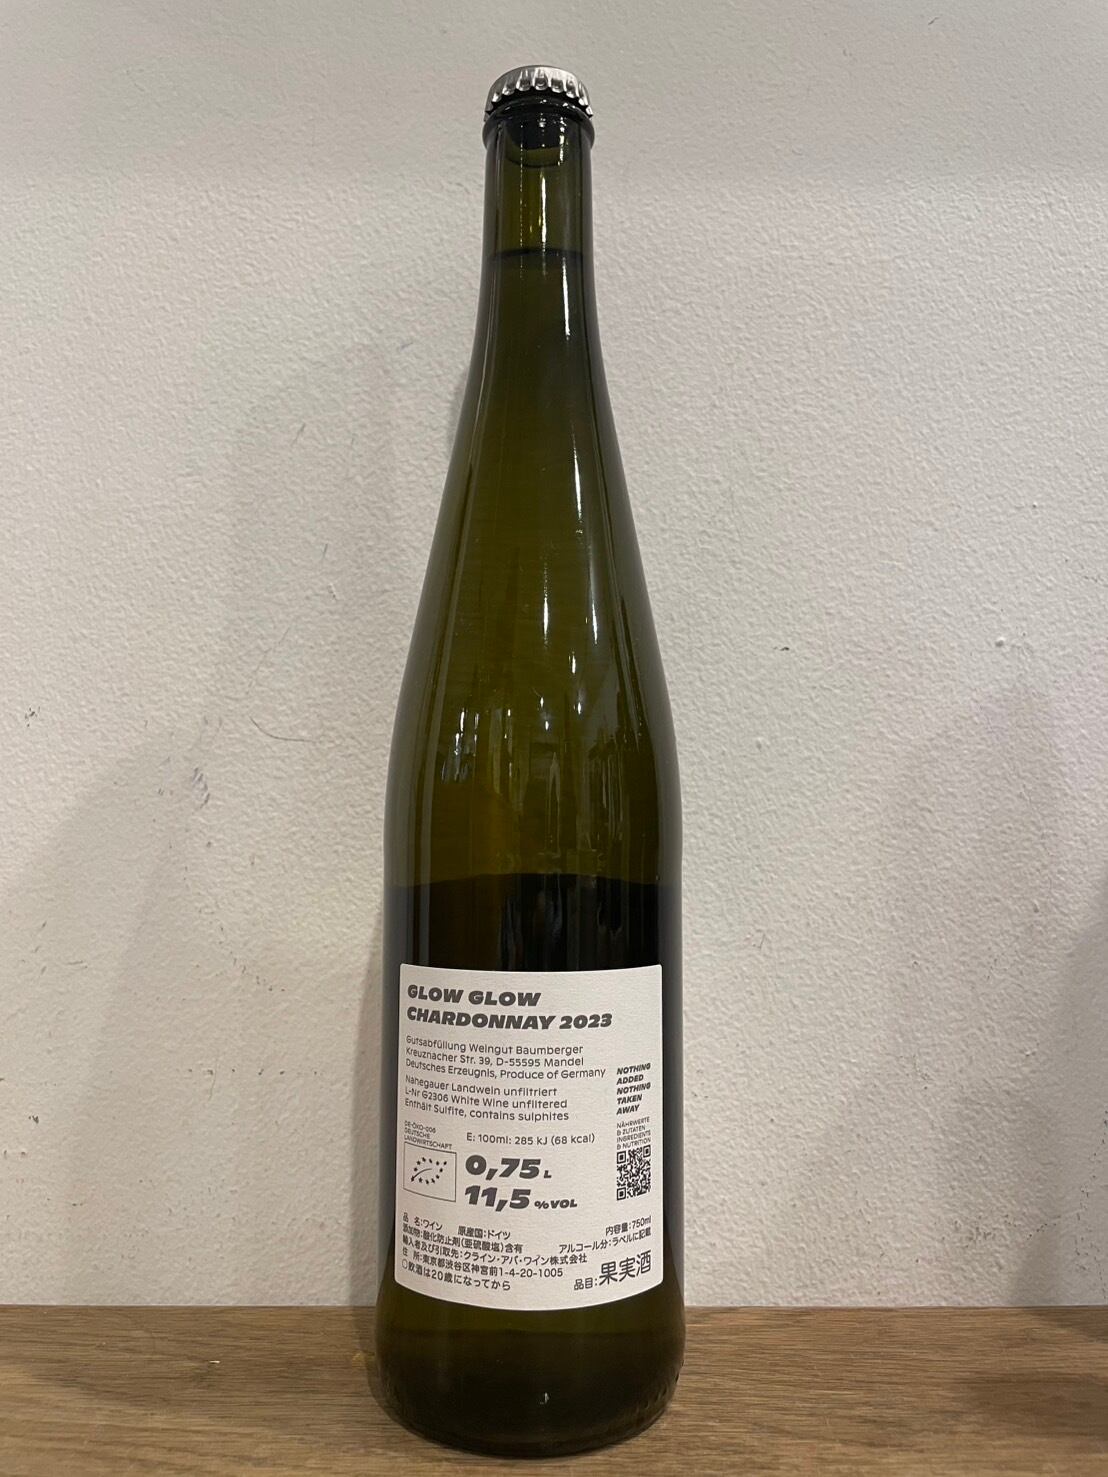 GLOW GLOW
CHARDONNAY 2023
Gutsabfüllung Weingut Baumberger
Kreuznacher Str. 39, D-55595 Mandel
Deutsches Erzeugnis, Produce of Germany
Nahegauer Landwein unfiltriert
L-Nr G2306 White Wine unfiltered
Enthält Sulfite, contains sulphites
NOTHING
ADDED
NOTHING
TAKEN
AWAY
DE-ÖKO-006
DEUTSCHE
LANDWIRTSCHAFT
E: 100ml: 285 kJ (68 kcal)
0,75 L
11,5 %VOL
NÄHRWERTE
& ZUTATEN
INGREDIENTS
& NUTRITION
品 名:ワイン 原産国:ドイツ 内容量:750ml
添加物:酸化防止剤(亜硫酸塩)含有 アルコール分:ラベルに記載
輸入者及び引取先:クライン・アバ・ワイン株式会社
住 所:東京都渋谷区神宮前1-4-20-1005
○飲酒は20歳になってから 品目:果実酒